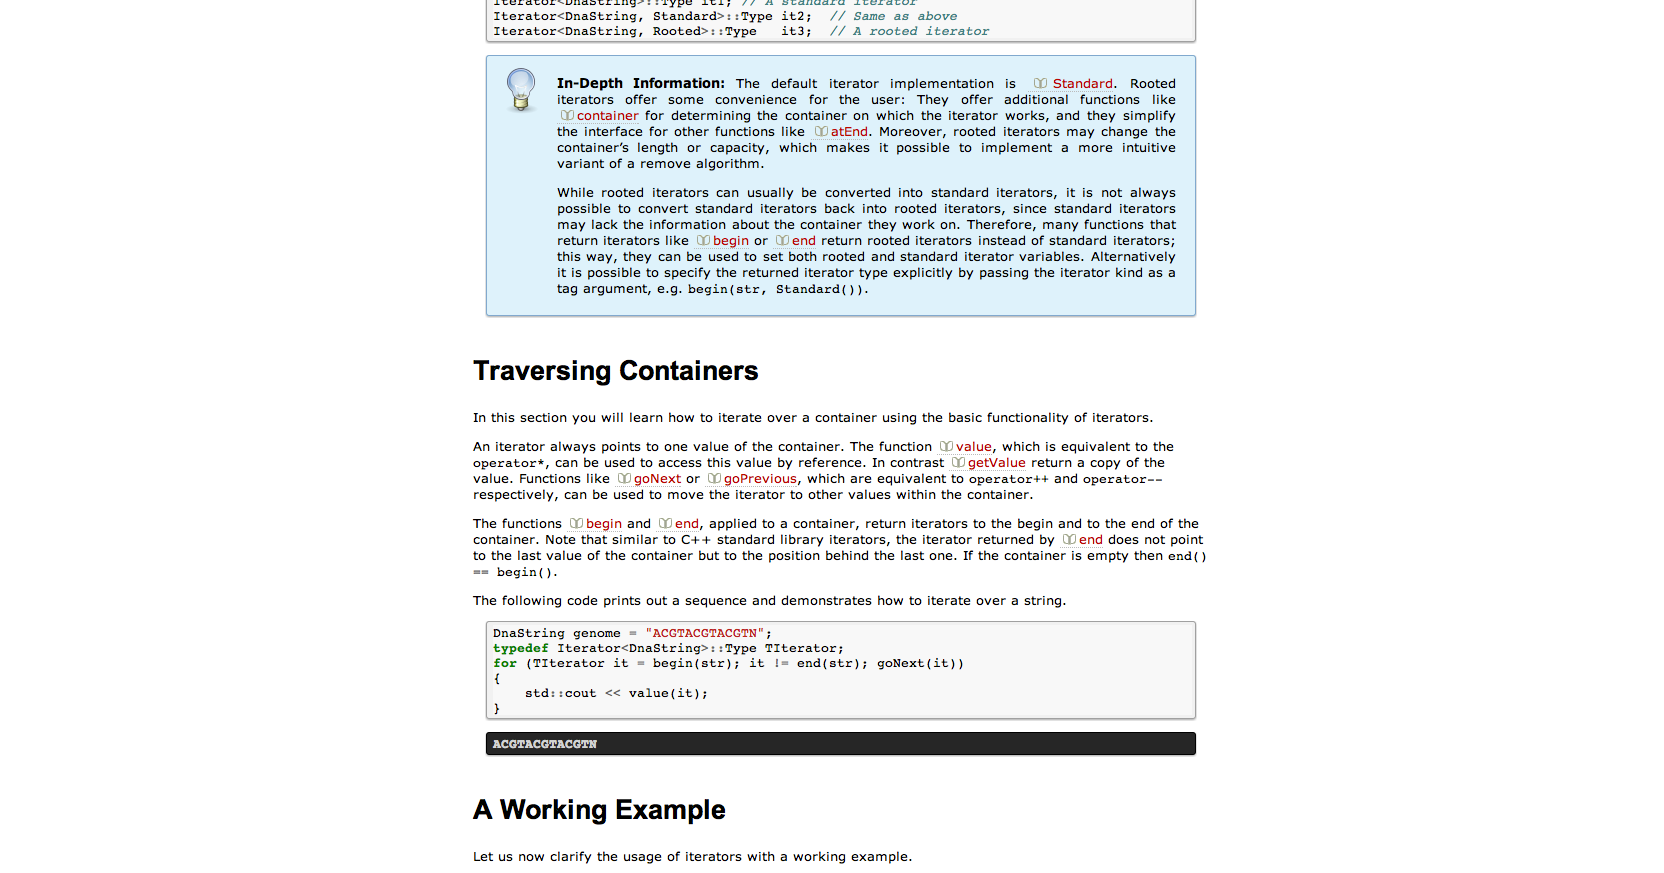 Iterator<DnaString>::Type it1; // A standard iterator
Iterator<DnaString, Standard>::Type it2;  // Same as above
Iterator<DnaString, Rooted>::Type   it3;  // A rooted iterator
In-Depth Information: The default iterator implementation is Standard. Rooted
iterators offer some convenience for the user: They offer additional functions like
container for determining the container on which the iterator works, and they simplify
the interface for other functions like atEnd. Moreover, rooted iterators may change the
container’s length or capacity, which makes it possible to implement a more intuitive
variant of a remove algorithm.
While rooted iterators can usually be converted into standard iterators, it is not always
possible to convert standard iterators back into rooted iterators, since standard iterators
may lack the information about the container they work on. Therefore, many functions that
return iterators like begin or end return rooted iterators instead of standard iterators;
this way, they can be used to set both rooted and standard iterator variables. Alternatively
it is possible to specify the returned iterator type explicitly by passing the iterator kind as a
tag argument, e.g. begin(str, Standard()).
Traversing Containers
In this section you will learn how to iterate over a container using the basic functionality of iterators.
An iterator always points to one value of the container. The function value, which is equivalent to the
operator*, can be used to access this value by reference. In contrast getValue return a copy of the
value. Functions like goNext or goPrevious, which are equivalent to operator++ and operator--
respectively, can be used to move the iterator to other values within the container.
The functions begin and end, applied to a container, return iterators to the begin and to the end of the
container. Note that similar to C++ standard library iterators, the iterator returned by end does not point
to the last value of the container but to the position behind the last one. If the container is empty then end()
== begin().
The following code prints out a sequence and demonstrates how to iterate over a string.
DnaString genome = "ACGTACGTACGTN";
typedef Iterator<DnaString>::Type TIterator;
for (TIterator it = begin(str); it != end(str); goNext(it))
{
    std::cout << value(it);
}
ACGTACGTACGTN
A Working Example
Let us now clarify the usage of iterators with a working example.